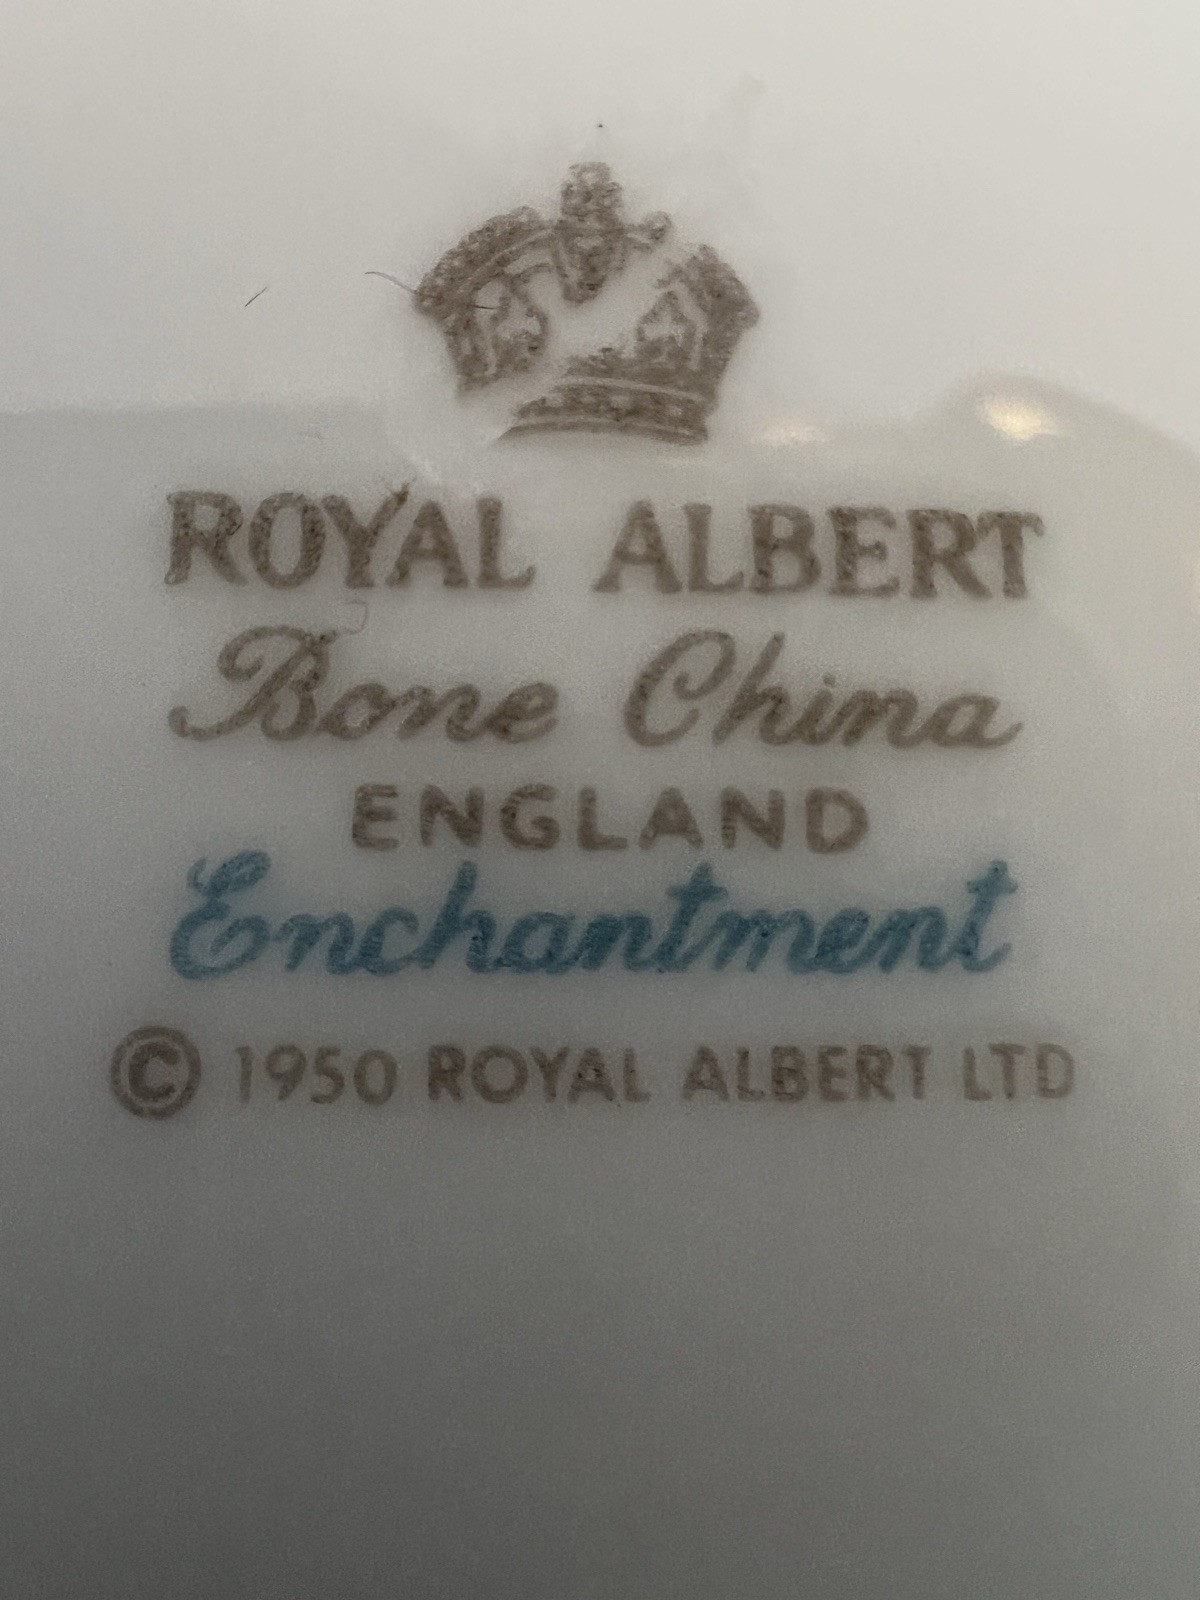 ROYAL ALBERT
Bone China
ENGLAND
Enchantment
© 1950 ROYAL ALBERT LTD